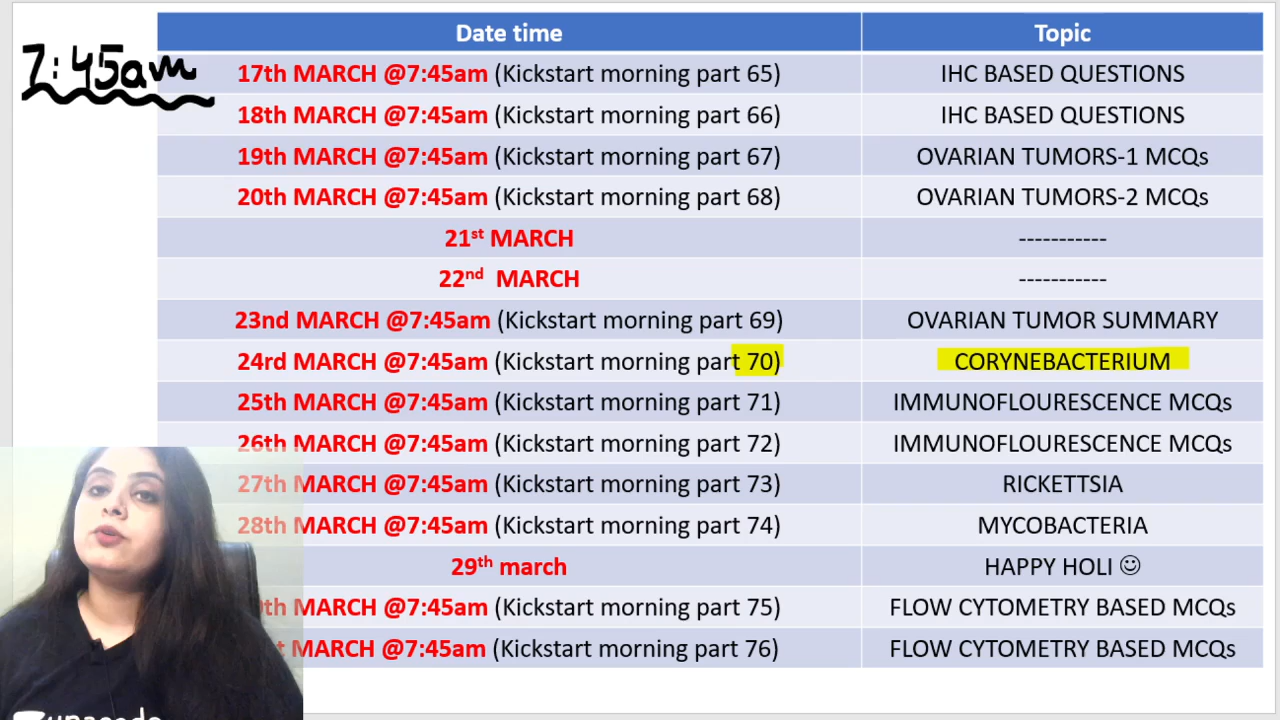 Date time Topic
7:45am
17th MARCH @7:45am (Kickstart morning part 65) IHC BASED QUESTIONS
18th MARCH @7:45am (Kickstart morning part 66) IHC BASED QUESTIONS
19th MARCH @7:45am (Kickstart morning part 67) OVARIAN TUMORS-1 MCQs
20th MARCH @7:45am (Kickstart morning part 68) OVARIAN TUMORS-2 MCQs
21st MARCH -----------
22nd MARCH -----------
23nd MARCH @7:45am (Kickstart morning part 69) OVARIAN TUMOR SUMMARY
24rd MARCH @7:45am (Kickstart morning part 70) CORYNEBACTERIUM
25th MARCH @7:45am (Kickstart morning part 71) IMMUNOFLOURESCENCE MCQs
26th MARCH @7:45am (Kickstart morning part 72) IMMUNOFLOURESCENCE MCQs
27th MARCH @7:45am (Kickstart morning part 73) RICKETTSIA
28th MARCH @7:45am (Kickstart morning part 74) MYCOBACTERIA
29th march HAPPY HOLI ☺
MARCH @7:45am (Kickstart morning part 75) FLOW CYTOMETRY BASED MCQs
MARCH @7:45am (Kickstart morning part 76) FLOW CYTOMETRY BASED MCQs